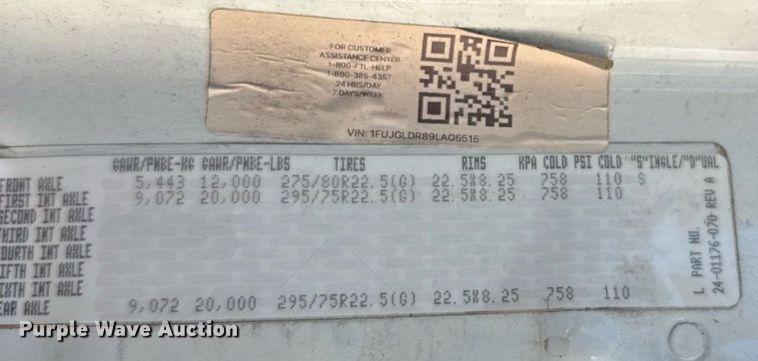 FOR CUSTOMER
ASSISTANCE CENTER
1-800-FTL-HELP
1-800-385-4357
24 HRS/DAY
7 DAYS/WEEK
VIN: 1FUJGLDR89LAG5515
GAWR/PNBE-KG GAWR/PNBE-LBS TIRES RIMS KPA COLD PSI COLD "S"INGLE/"D"UAL
FRONT AXLE 5,443 12,000 275/80R22.5(G) 22.5X8.25 758 110 S
FIRST INT AXLE 9,072 20,000 295/75R22.5(G) 22.5X8.25 758 110
SECOND INT AXLE
THIRD INT AXLE
FOURTH INT AXLE
FIFTH INT AXLE
IXTH INT AXLE
EAR AXLE 9,072 20,000 295/75R22.5(G) 22.5X8.25 758 110
L PART NO.
24-01176-070 REV A
Purple Wave Auction